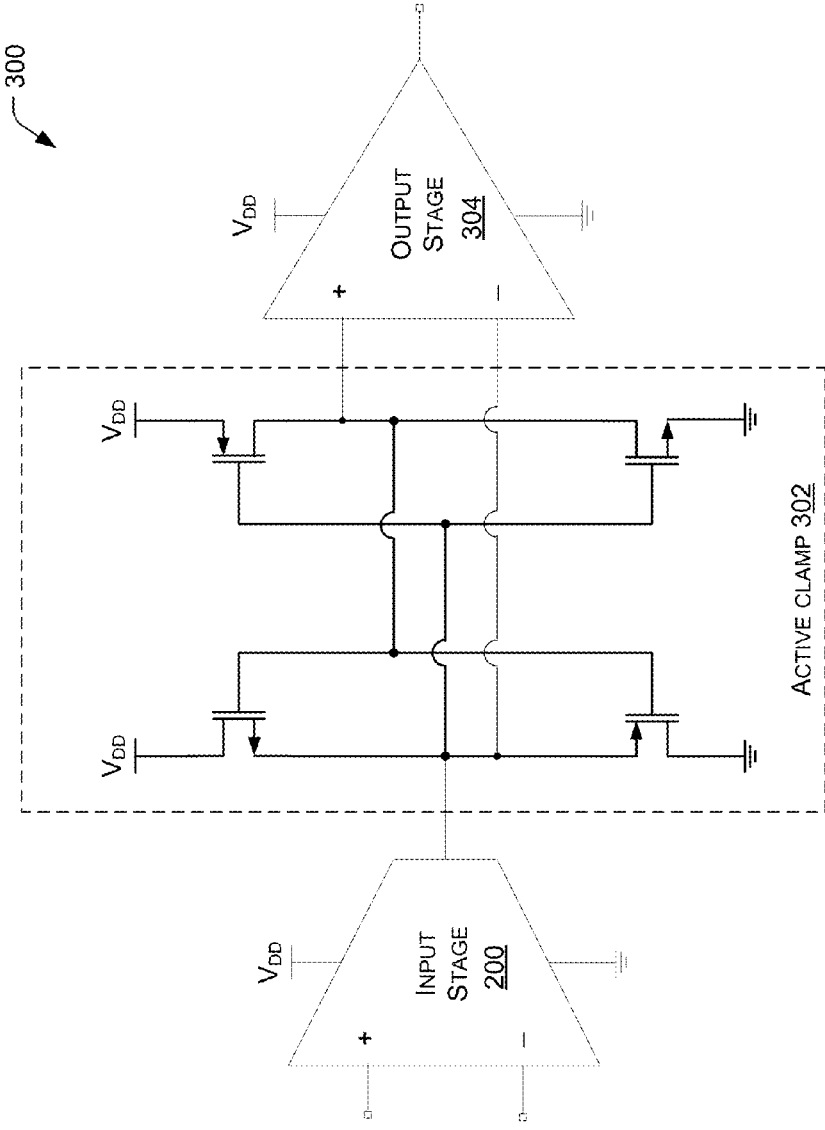 300
VDD
VDD
VDD
VDD
+
−
INPUT
STAGE
200
+
−
OUTPUT
STAGE
304
ACTIVE CLAMP 302